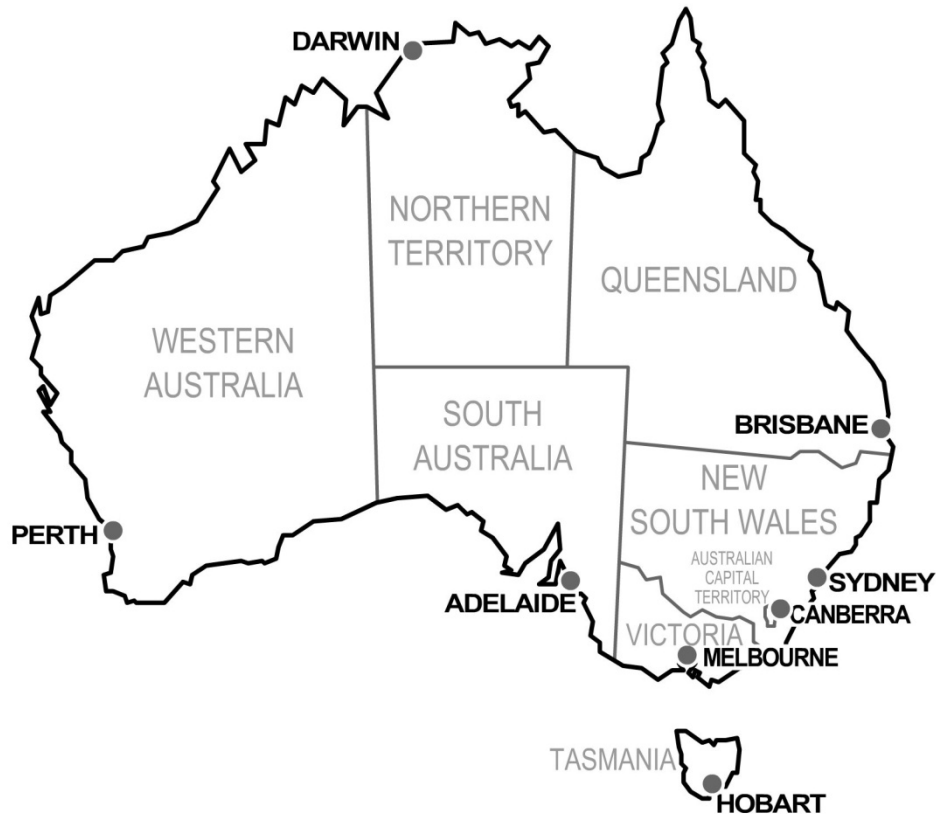 DARWIN
NORTHERN
TERRITORY
QUEENSLAND
WESTERN
AUSTRALIA
SOUTH
AUSTRALIA
BRISBANE
NEW
SOUTH WALES
PERTH
AUSTRALIAN
CAPITAL
TERRITORY
SYDNEY
ADELAIDE
CANBERRA
VICTORIA
MELBOURNE
TASMANIA
HOBART